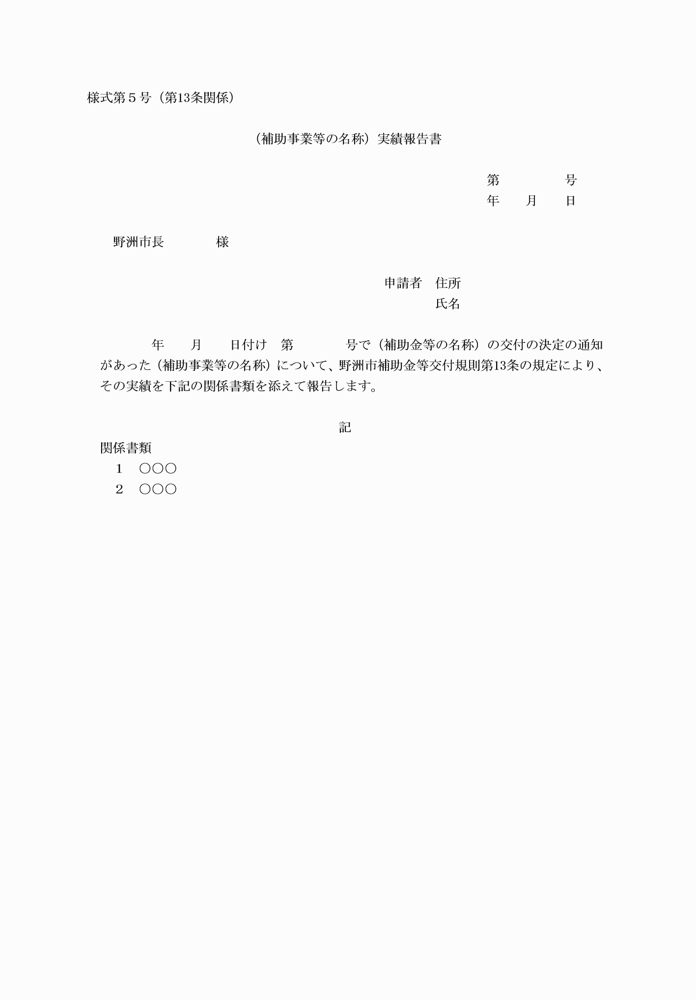 様式第５号（第13条関係）
（補助事業等の名称）実績報告書
第　　　　　号
年　　月　　日
野洲市長　　　　様
申請者　住所
氏名
年　　月　　日付け　第　　　　号で（補助金等の名称）の交付の決定の通知
があった（補助事業等の名称）について、野洲市補助金等交付規則第13条の規定により、
その実績を下記の関係書類を添えて報告します。
記
関係書類
１　○○○
２　○○○